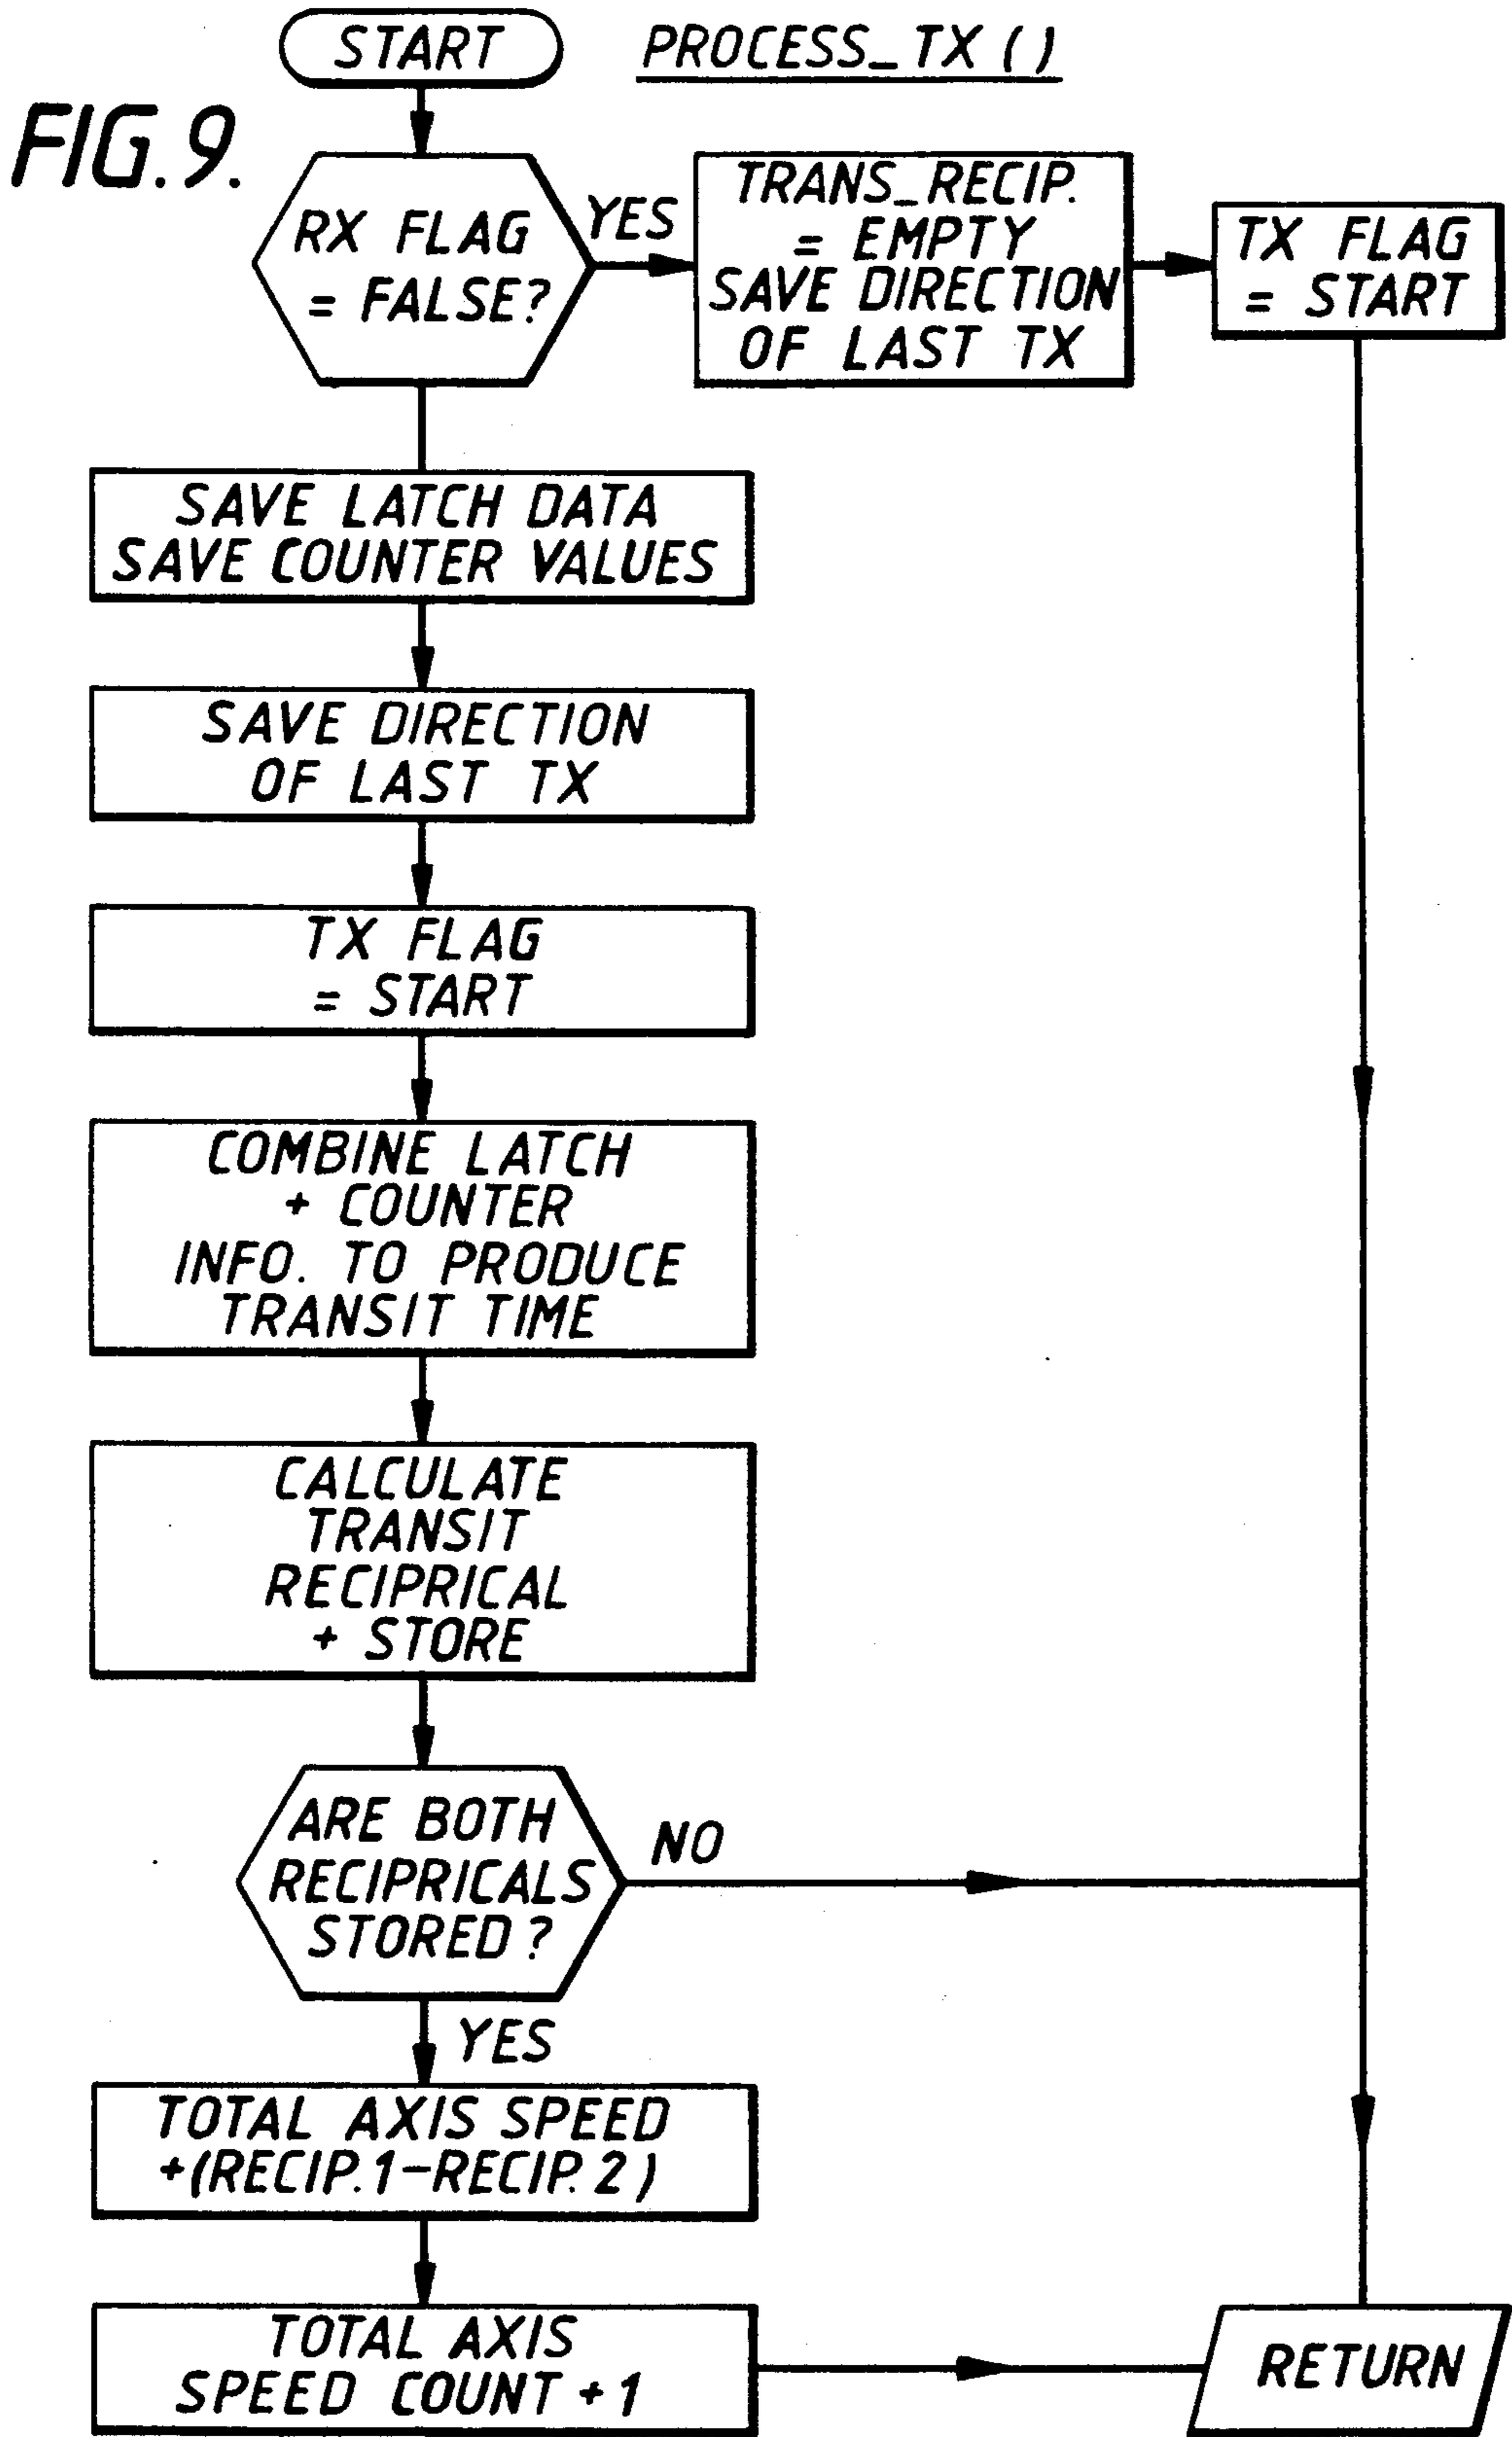 START
PROCESS_TX ()
FIG. 9.
RX FLAG
= FALSE?
YES
TRANS_RECIP.
= EMPTY
SAVE DIRECTION
OF LAST TX
TX FLAG
= START
SAVE LATCH DATA
SAVE COUNTER VALUES
SAVE DIRECTION
OF LAST TX
TX FLAG
= START
COMBINE LATCH
+ COUNTER
INFO. TO PRODUCE
TRANSIT TIME
CALCULATE
TRANSIT
RECIPRICAL
+ STORE
ARE BOTH
RECIPRICALS
STORED?
NO
YES
TOTAL AXIS SPEED
+(RECIP.1-RECIP.2)
TOTAL AXIS
SPEED COUNT +1
RETURN